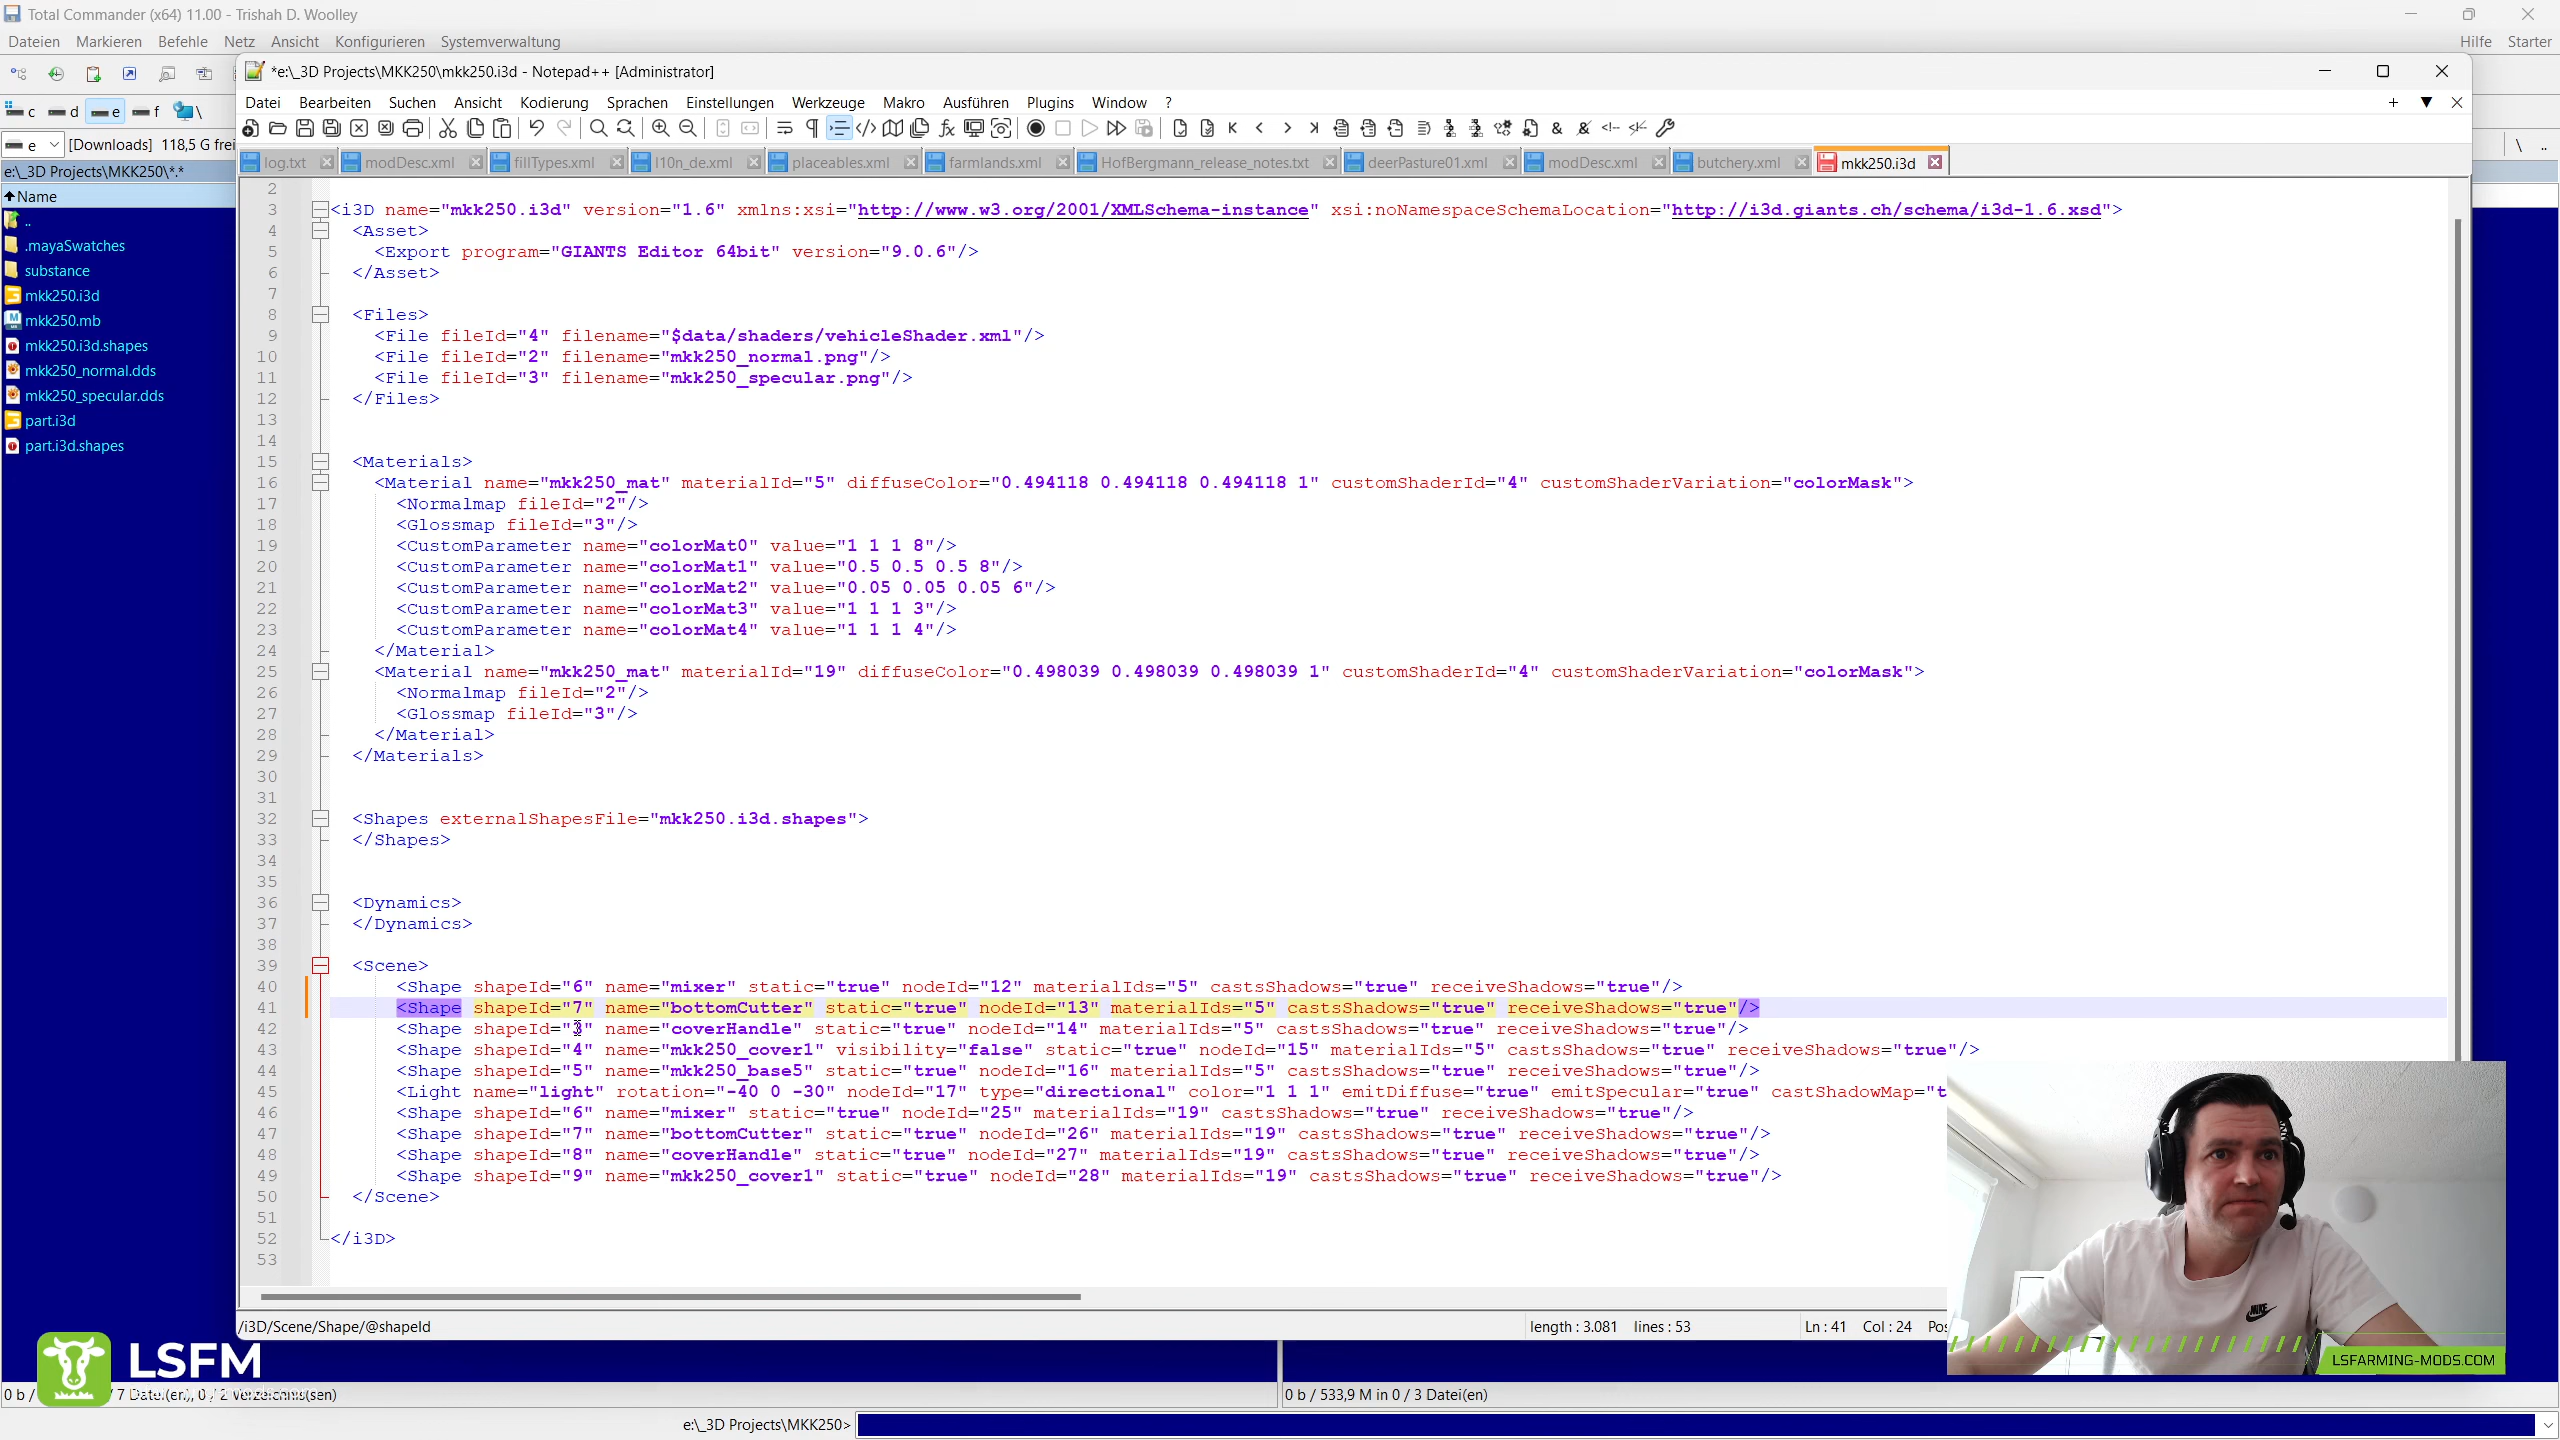 Total Commander (x64) 11.00 - Trishah D. Woolley
Dateien Markieren Befehle Netz Ansicht Konfigurieren Systemverwaltung Hilfe Starter
*e:\_3D Projects\MKK250\mkk250.i3d - Notepad++ [Administrator]
Datei Bearbeiten Suchen Ansicht Kodierung Sprachen Einstellungen Werkzeuge Makro Ausführen Plugins Window ?
c d e f \
e [Downloads] 118,5 G frei
log.txt modDesc.xml fillTypes.xml l10n_de.xml placeables.xml farmlands.xml HofBergmann_release_notes.txt deerPasture01.xml modDesc.xml butchery.xml mkk250.i3d
e:\_3D Projects\MKK250\*.*
Name
..
.mayaSwatches
substance
mkk250.i3d
mkk250.mb
mkk250.i3d.shapes
mkk250_normal.dds
mkk250_specular.dds
part.i3d
part.i3d.shapes
2
3 <i3D name="mkk250.i3d" version="1.6" xmlns:xsi="http://www.w3.org/2001/XMLSchema-instance" xsi:noNamespaceSchemaLocation="http://i3d.giants.ch/schema/i3d-1.6.xsd">
4 <Asset>
5 <Export program="GIANTS Editor 64bit" version="9.0.6"/>
6 </Asset>
7
8 <Files>
9 <File fileId="4" filename="$data/shaders/vehicleShader.xml"/>
10 <File fileId="2" filename="mkk250_normal.png"/>
11 <File fileId="3" filename="mkk250_specular.png"/>
12 </Files>
13
14
15 <Materials>
16 <Material name="mkk250_mat" materialId="5" diffuseColor="0.494118 0.494118 0.494118 1" customShaderId="4" customShaderVariation="colorMask">
17 <Normalmap fileId="2"/>
18 <Glossmap fileId="3"/>
19 <CustomParameter name="colorMat0" value="1 1 1 8"/>
20 <CustomParameter name="colorMat1" value="0.5 0.5 0.5 8"/>
21 <CustomParameter name="colorMat2" value="0.05 0.05 0.05 6"/>
22 <CustomParameter name="colorMat3" value="1 1 1 3"/>
23 <CustomParameter name="colorMat4" value="1 1 1 4"/>
24 </Material>
25 <Material name="mkk250_mat" materialId="19" diffuseColor="0.498039 0.498039 0.498039 1" customShaderId="4" customShaderVariation="colorMask">
26 <Normalmap fileId="2"/>
27 <Glossmap fileId="3"/>
28 </Material>
29 </Materials>
30
31
32 <Shapes externalShapesFile="mkk250.i3d.shapes">
33 </Shapes>
34
35
36 <Dynamics>
37 </Dynamics>
38
39 <Scene>
40 <Shape shapeId="6" name="mixer" static="true" nodeId="12" materialIds="5" castsShadows="true" receiveShadows="true"/>
41 <Shape shapeId="7" name="bottomCutter" static="true" nodeId="13" materialIds="5" castsShadows="true" receiveShadows="true"/>
42 <Shape shapeId="3" name="coverHandle" static="true" nodeId="14" materialIds="5" castsShadows="true" receiveShadows="true"/>
43 <Shape shapeId="4" name="mkk250_cover1" visibility="false" static="true" nodeId="15" materialIds="5" castsShadows="true" receiveShadows="true"/>
44 <Shape shapeId="5" name="mkk250_base5" static="true" nodeId="16" materialIds="5" castsShadows="true" receiveShadows="true"/>
45 <Light name="light" rotation="-40 0 -30" nodeId="17" type="directional" color="1 1 1" emitDiffuse="true" emitSpecular="true" castShadowMap="t
46 <Shape shapeId="6" name="mixer" static="true" nodeId="25" materialIds="19" castsShadows="true" receiveShadows="true"/>
47 <Shape shapeId="7" name="bottomCutter" static="true" nodeId="26" materialIds="19" castsShadows="true" receiveShadows="true"/>
48 <Shape shapeId="8" name="coverHandle" static="true" nodeId="27" materialIds="19" castsShadows="true" receiveShadows="true"/>
49 <Shape shapeId="9" name="mkk250_cover1" static="true" nodeId="28" materialIds="19" castsShadows="true" receiveShadows="true"/>
50 </Scene>
51
52 </i3D>
53
/i3D/Scene/Shape/@shapeId length : 3.081 lines : 53 Ln : 41 Col : 24 Pos
LSFM
LSFARMING-MODS.COM
0 b / 7 Datei(en), 0 / 2 Verzeichnis(sen) 0 b / 533,9 M in 0 / 3 Datei(en)
e:\_3D Projects\MKK250>